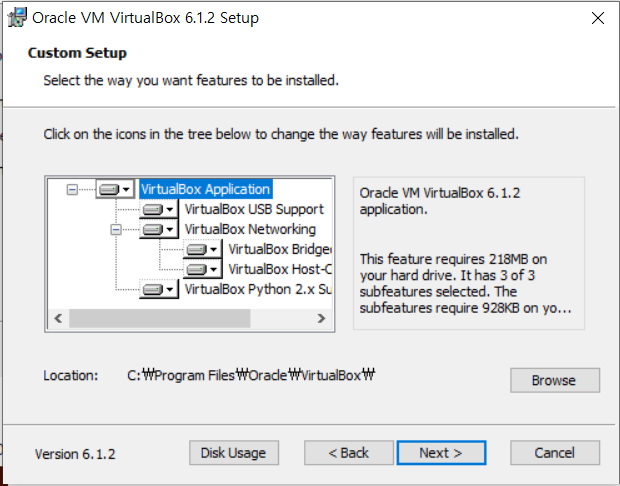 Oracle VM VirtualBox 6.1.2 Setup
Custom Setup
Select the way you want features to be installed.
Click on the icons in the tree below to change the way features will be installed.
VirtualBox Application
VirtualBox USB Support
VirtualBox Networking
VirtualBox Bridge
VirtualBox Host-C
VirtualBox Python 2.x Su
Oracle VM VirtualBox 6.1.2
application.
This feature requires 218MB on
your hard drive. It has 3 of 3
subfeatures selected. The
subfeatures require 928KB on yo...
Location: C:₩Program Files₩Oracle₩VirtualBox₩
Browse
Version 6.1.2
Disk Usage
< Back
Next >
Cancel